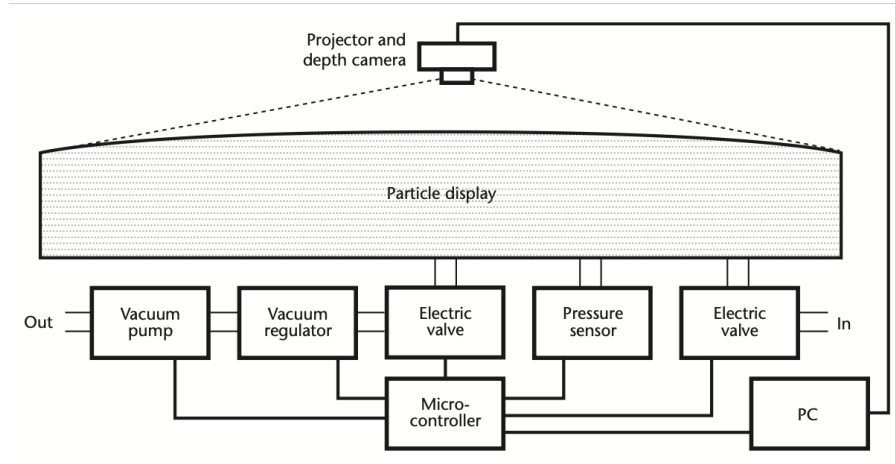 Projector and
depth camera
Particle display
Out
Vacuum
pump
Vacuum
regulator
Electric
valve
Pressure
sensor
Electric
valve
In
Micro-
controller
PC